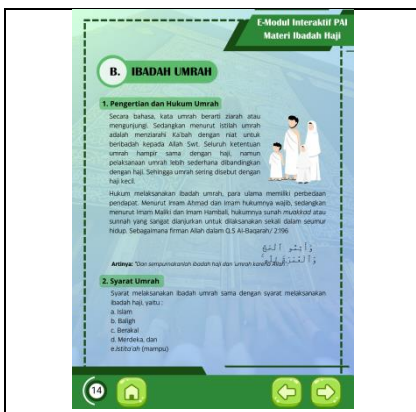 E-Modul Interaktif PAI
Materi Ibadah Haji
B. IBADAH UMRAH
1. Pengertian dan Hukum Umrah
Secara bahasa, kata umrah berarti ziarah atau
mengunjungi. Sedangkan menurut istilah umrah
adalah menziarahi Ka'bah dengan niat untuk
beribadah kepada Allah Swt. Seluruh ketentuan
umrah hampir sama dengan haji, namun
pelaksanaan umrah lebih sederhana dibandingkan
dengan haji. Sehingga umrah sering disebut dengan
haji kecil.
Hukum melaksanakan ibadah umrah, para ulama memiliki perbedaan
pendapat. Menurut Imam Ahmad dan Imam hukumnya wajib, sedangkan
menurut Imam Maliki dan Imam Hambali, hukumnya sunah muakkad atau
sunnah yang sangat dianjurkan untuk dilaksanakan sekali dalam seumur
hidup. Sebagaimana firman Allah dalam Q.S Al-Baqarah/ 2:196
وَأَتِمُّوا۟ ٱلْحَجَّ
وَٱلْعُمْرَةَ لِلَّهِ ۚ
Artinya: "Dan sempurnakanlah ibadah haji dan umrah karena Allah
2. Syarat Umrah
Syarat melaksanakan ibadah umrah sama dengan syarat melaksanakan
ibadah haji, yaitu :
a. Islam
b. Baligh
c. Berakal
d. Merdeka, dan
e.Istita'ah (mampu)
14